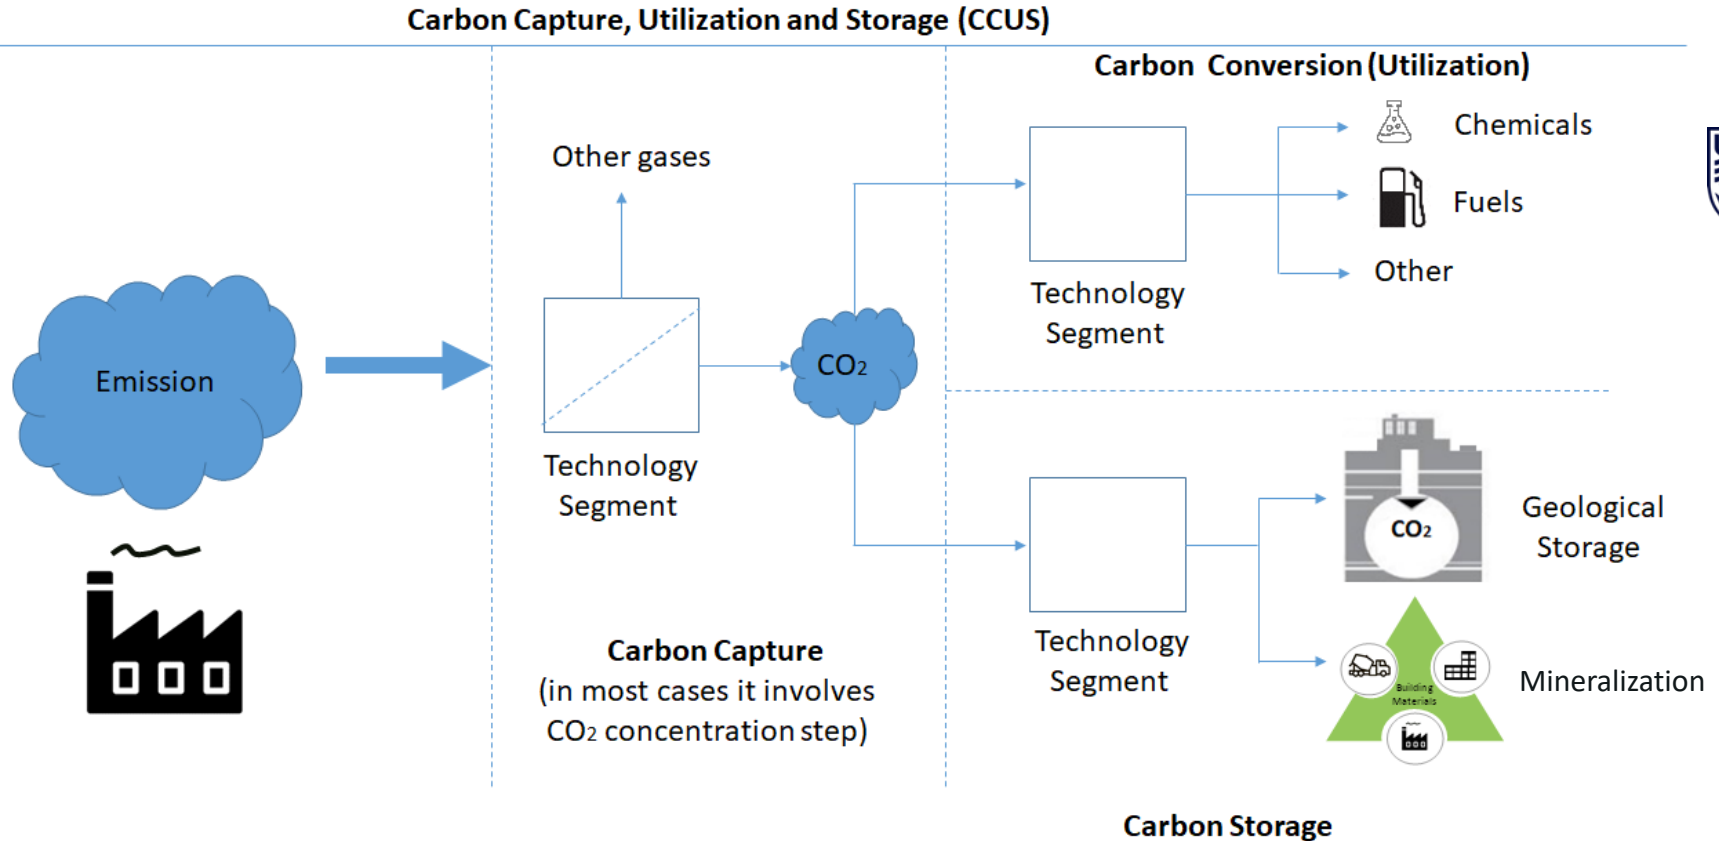 Carbon Capture, Utilization and Storage (CCUS)
Carbon Conversion (Utilization)
Chemicals
Fuels
Other
Technology
Segment
Other gases
Emission
CO2
Technology
Segment
Carbon Capture
(in most cases it involves
CO2 concentration step)
CO2
Geological
Storage
Technology
Segment
Building
Materials
Mineralization
Carbon Storage